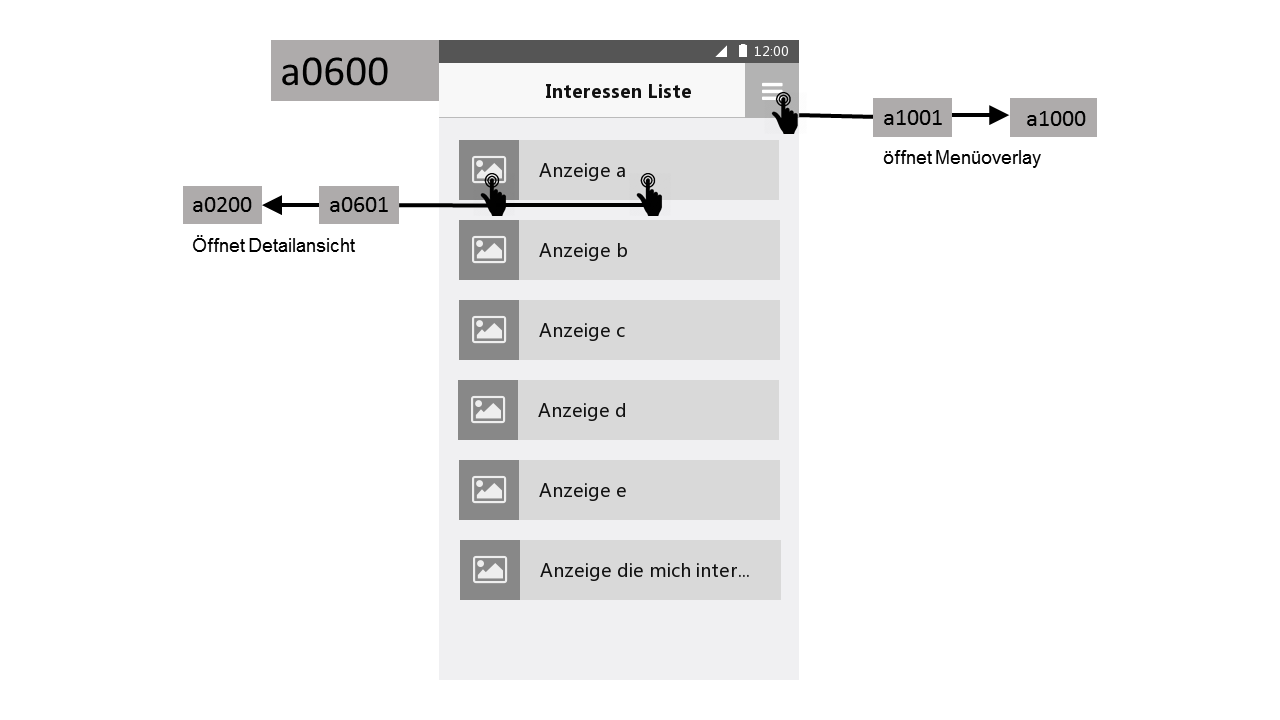 a0600
12:00
Interessen Liste
a1001
a1000
öffnet Menüoverlay
Anzeige a
a0200
a0601
Öffnet Detailansicht
Anzeige b
Anzeige c
Anzeige d
Anzeige e
Anzeige die mich inter...